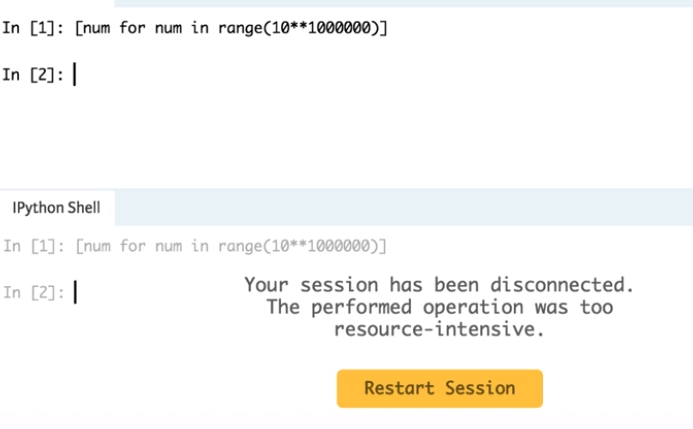 In [1]: [num for num in range(10**1000000)]
In [2]:
IPython Shell
In [1]: [num for num in range(10**1000000)]
In [2]:
Your session has been disconnected.
The performed operation was too
resource-intensive.
Restart Session